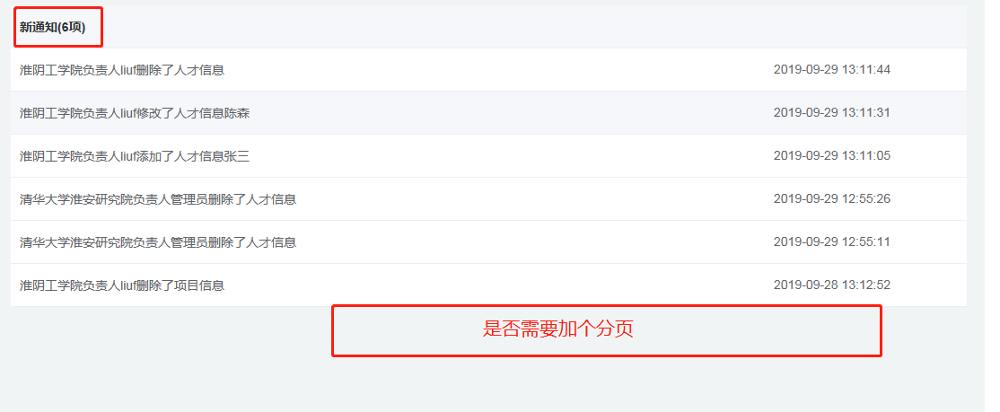 新通知(6项)
淮阴工学院负责人liuf删除了人才信息 2019-09-29 13:11:44
淮阴工学院负责人liuf修改了人才信息陈森 2019-09-29 13:11:31
淮阴工学院负责人liuf添加了人才信息张三 2019-09-29 13:11:05
清华大学淮安研究院负责人管理员删除了人才信息 2019-09-29 12:55:26
清华大学淮安研究院负责人管理员删除了人才信息 2019-09-29 12:55:11
淮阴工学院负责人liuf删除了项目信息 2019-09-28 13:12:52
是否需要加个分页